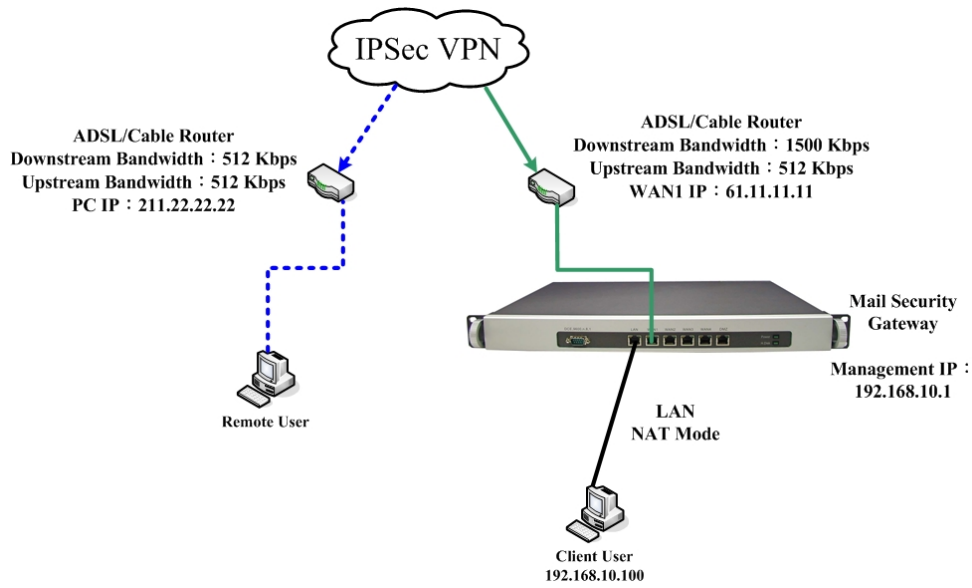 IPSec VPN
ADSL/Cable Router
Downstream Bandwidth：512 Kbps
Upstream Bandwidth：512 Kbps
PC IP：211.22.22.22
ADSL/Cable Router
Downstream Bandwidth：1500 Kbps
Upstream Bandwidth：512 Kbps
WAN1 IP：61.11.11.11
Mail Security
Gateway
Management IP：
192.168.10.1
LAN
NAT Mode
Remote User
Client User
192.168.10.100